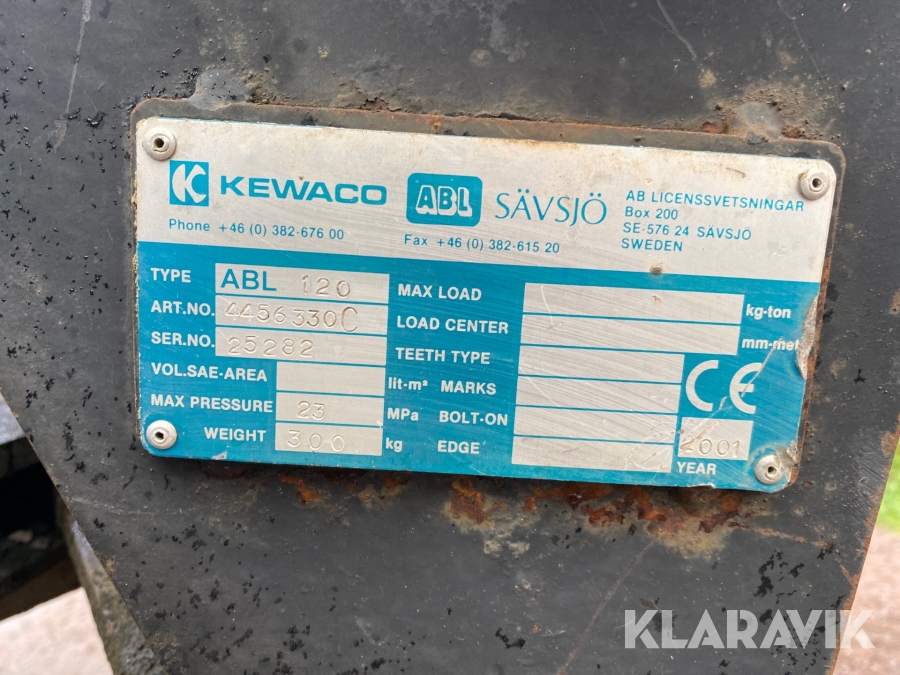 K KEWACO ABL SÄVSJÖ
AB LICENSSVETSNINGAR
Box 200
SE-576 24 SÄVSJÖ
SWEDEN
Phone +46 (0) 382-676 00 Fax +46 (0) 382-615 20
TYPE ABL 120
ART.NO. 4456330C
SER.NO. 25282
VOL.SAE-AREA lit-m³
MAX PRESSURE 23 MPa
WEIGHT 300 kg
MAX LOAD kg-ton
LOAD CENTER mm-met
TEETH TYPE
MARKS
BOLT-ON
EDGE
CE
2001
YEAR
KLARAVIK